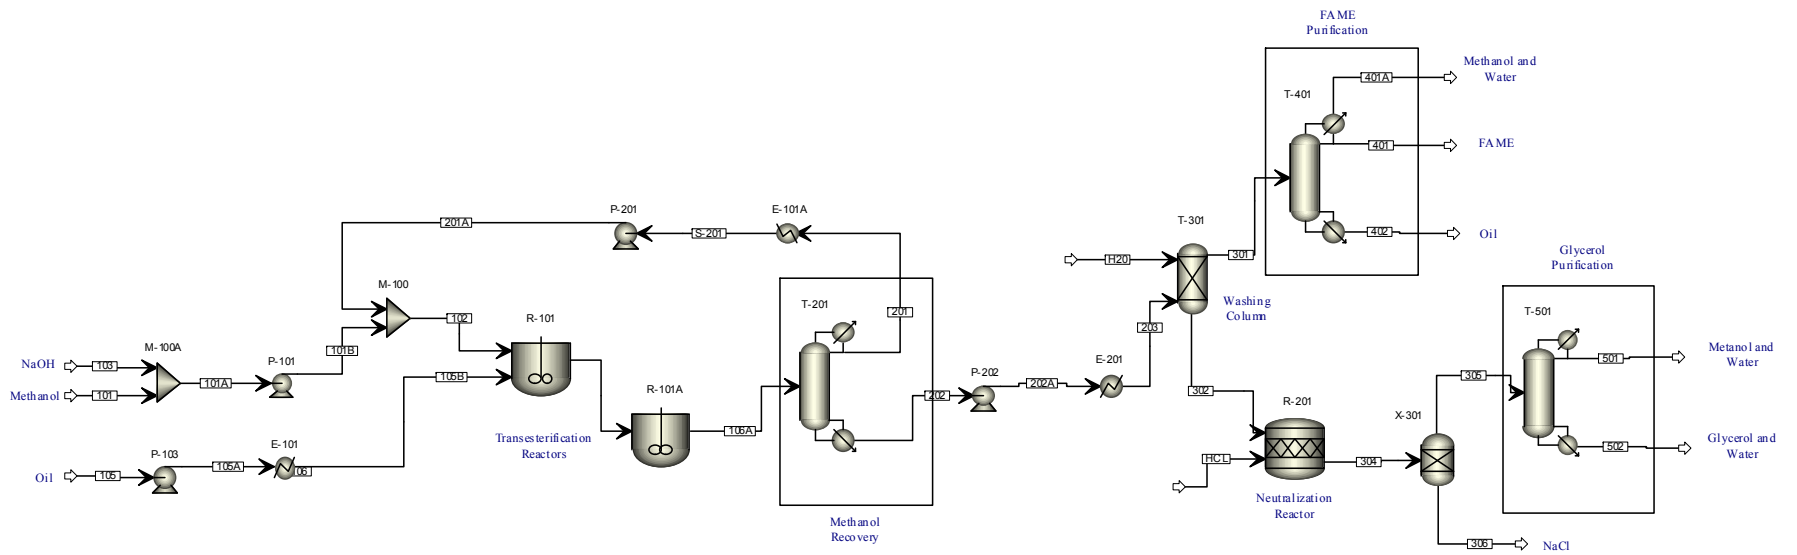 FAME
Purification
Methanol and
Water
401A
T-401
401
FAME
402
Oil
P-201
E-101A
201A
S-201
T-301
H20
301
Washing
Column
203
Glycerol
Purification
M-100
102
R-101
T-201
201
NaOH
103
M-100A
101A
P-101
101B
Methanol
101
105B
R-101A
106A
Transesterification
Reactors
P-103
E-101
105A
Oil
105
202
P-202
202A
E-201
302
R-201
HCL
304
Neutralization
Reactor
X-301
305
T-501
501
Metanol and
Water
502
Glycerol and
Water
Methanol
Recovery
306
NaCl